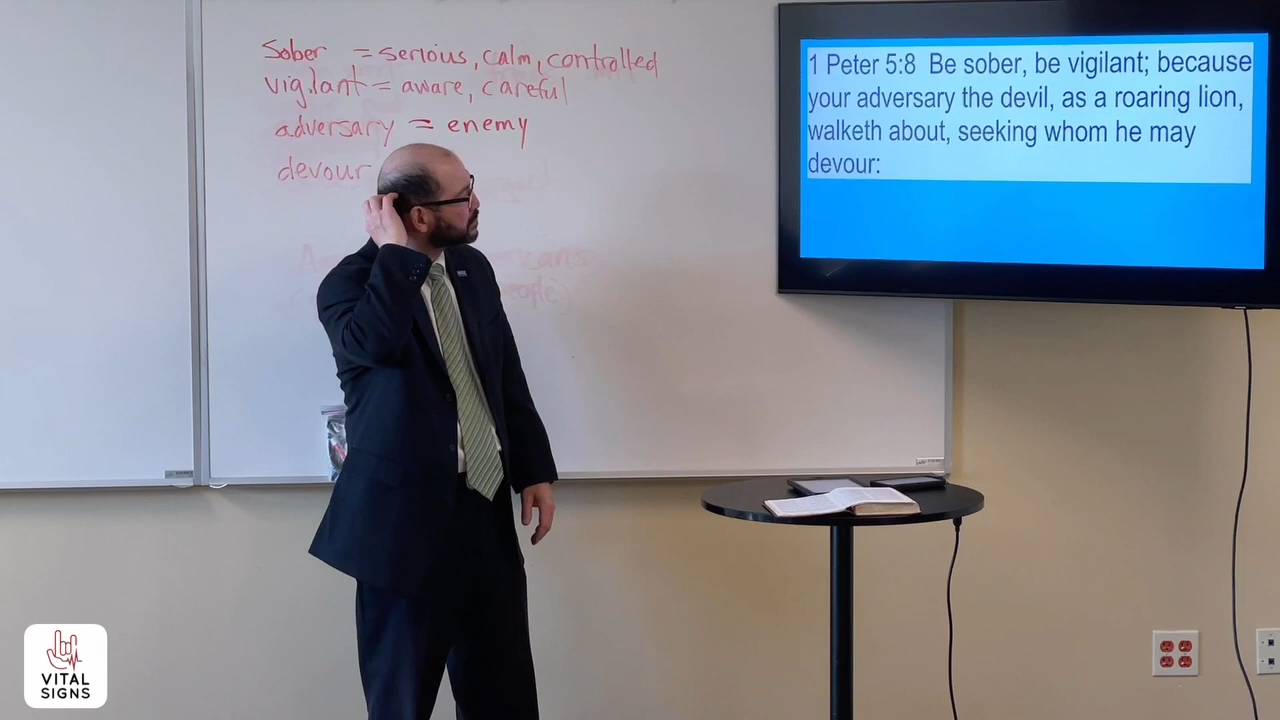 Sober = serious, calm, controlled
vigilant = aware, careful
adversary = enemy
devour
1 Peter 5:8 Be sober, be vigilant; because
your adversary the devil, as a roaring lion,
walketh about, seeking whom he may
devour:
VITAL
SIGNS